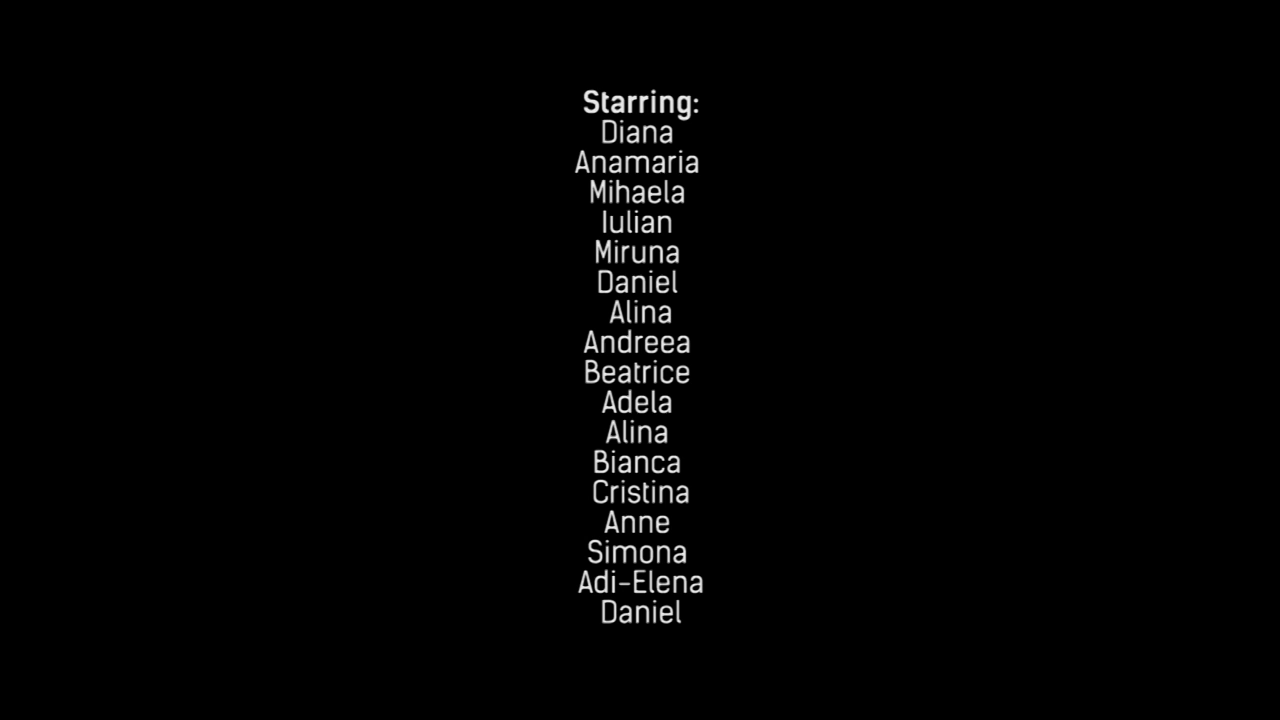 Starring:
Diana
Anamaria
Mihaela
Iulian
Miruna
Daniel
Alina
Andreea
Beatrice
Adela
Alina
Bianca
Cristina
Anne
Simona
Adi-Elena
Daniel